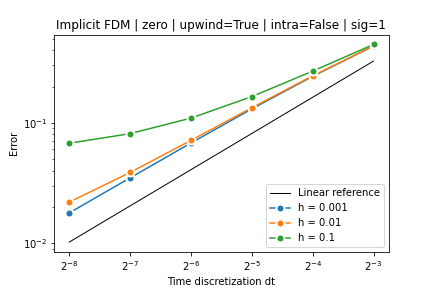 Implicit FDM | zero | upwind=True | intra=False | sig=1
Error
10⁻¹
10⁻²
Linear reference
h = 0.001
h = 0.01
h = 0.1
2⁻⁸ 2⁻⁷ 2⁻⁶ 2⁻⁵ 2⁻⁴ 2⁻³
Time discretization dt